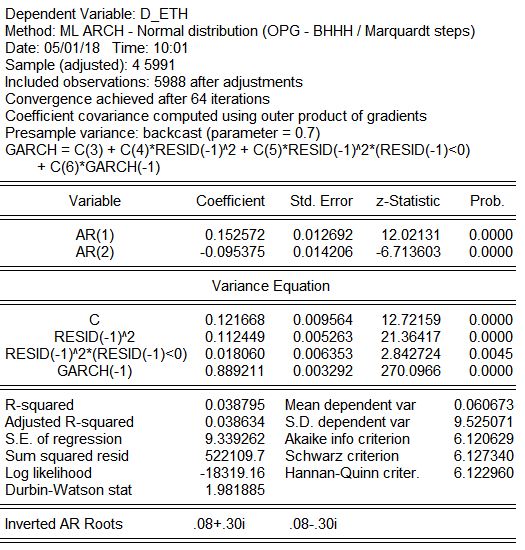 Dependent Variable: D_ETH
Method: ML ARCH - Normal distribution (OPG - BHHH / Marquardt steps)
Date: 05/01/18 Time: 10:01
Sample (adjusted): 4 5991
Included observations: 5988 after adjustments
Convergence achieved after 64 iterations
Coefficient covariance computed using outer product of gradients
Presample variance: backcast (parameter = 0.7)
GARCH = C(3) + C(4)*RESID(-1)^2 + C(5)*RESID(-1)^2*(RESID(-1)<0)
+ C(6)*GARCH(-1)
Variable Coefficient Std. Error z-Statistic Prob.
AR(1) 0.152572 0.012692 12.02131 0.0000
AR(2) -0.095375 0.014206 -6.713603 0.0000
Variance Equation
C 0.121668 0.009564 12.72159 0.0000
RESID(-1)^2 0.112449 0.005263 21.36417 0.0000
RESID(-1)^2*(RESID(-1)<0) 0.018060 0.006353 2.842724 0.0045
GARCH(-1) 0.889211 0.003292 270.0966 0.0000
R-squared 0.038795 Mean dependent var 0.060673
Adjusted R-squared 0.038634 S.D. dependent var 9.525071
S.E. of regression 9.339262 Akaike info criterion 6.120629
Sum squared resid 522109.7 Schwarz criterion 6.127340
Log likelihood -18319.16 Hannan-Quinn criter. 6.122960
Durbin-Watson stat 1.981885
Inverted AR Roots .08+.30i .08-.30i